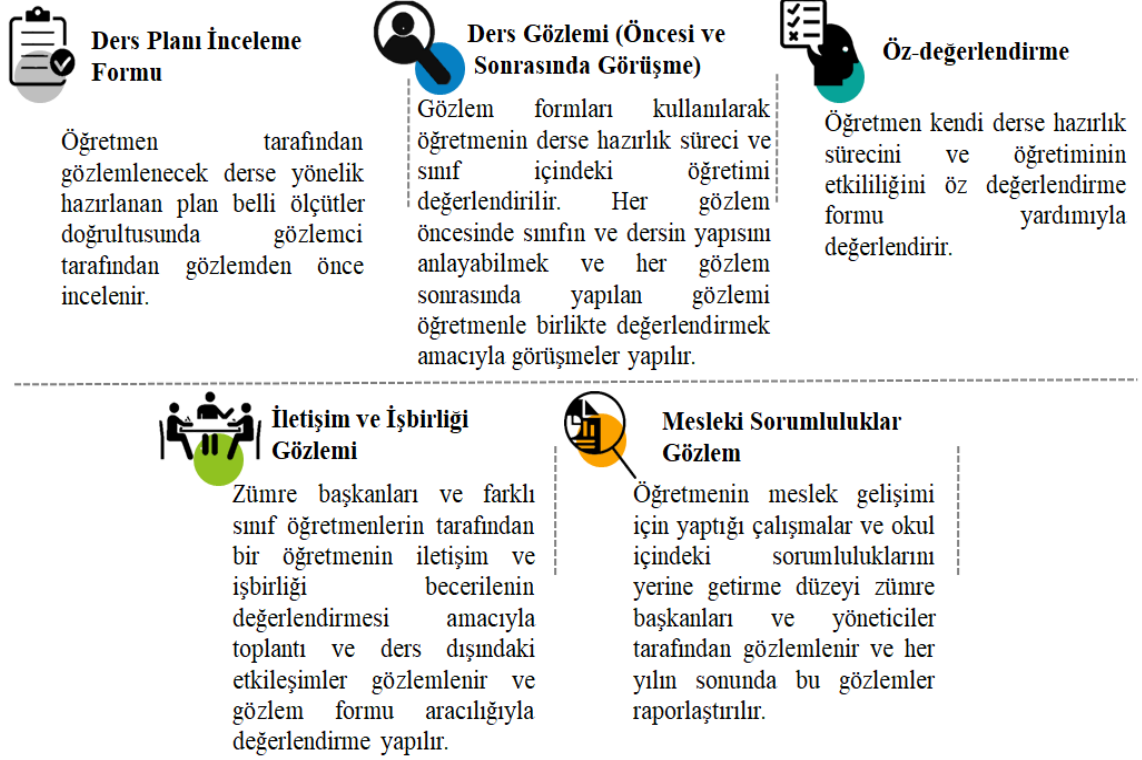 Ders Planı İnceleme
Formu
Öğretmen tarafından
gözlemlenecek derse yönelik
hazırlanan plan belli ölçütler
doğrultusunda gözlemci
tarafından gözlemden önce
incelenir.
Ders Gözlemi (Öncesi ve
Sonrasında Görüşme)
Gözlem formları kullanılarak
öğretmenin derse hazırlık süreci ve
sınıf içindeki öğretimi
değerlendirilir. Her gözlem
öncesinde sınıfın ve dersin yapısını
anlayabilmek ve her gözlem
sonrasında yapılan gözlemi
öğretmenle birlikte değerlendirmek
amacıyla görüşmeler yapılır.
Öz-değerlendirme
Öğretmen kendi derse hazırlık
sürecini ve öğretiminin
etkililiğini öz değerlendirme
formu yardımıyla
değerlendirir.
İletişim ve İşbirliği
Gözlemi
Zümre başkanları ve farklı
sınıf öğretmenlerin tarafından
bir öğretmenin iletişim ve
işbirliği becerilenin
değerlendirmesi amacıyla
toplantı ve ders dışındaki
etkileşimler gözlemlenir ve
gözlem formu aracılığıyla
değerlendirme yapılır.
Mesleki Sorumluluklar
Gözlem
Öğretmenin meslek gelişimi
için yaptığı çalışmalar ve okul
içindeki sorumluluklarını
yerine getirme düzeyi zümre
başkanları ve yöneticiler
tarafından gözlemlenir ve her
yılın sonunda bu gözlemler
raporlaştırılır.